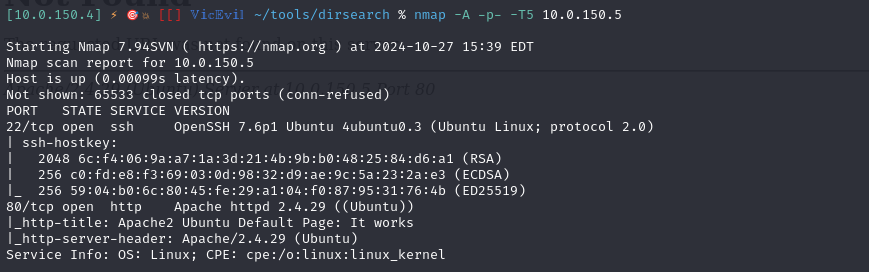 Not Found
[10.0.150.4] ⚡ 🎯💥 [[] VicEvil ~/tools/dirsearch % nmap -A -p- -T5 10.0.150.5
Starting Nmap 7.94SVN ( https://nmap.org ) at 2024-10-27 15:39 EDT
Nmap scan report for 10.0.150.5
Host is up (0.00099s latency).
Not shown: 65533 closed tcp ports (conn-refused)
PORT   STATE SERVICE VERSION
22/tcp open  ssh     OpenSSH 7.6p1 Ubuntu 4ubuntu0.3 (Ubuntu Linux; protocol 2.0)
| ssh-hostkey:
|   2048 6c:f4:06:9a:a7:1a:3d:21:4b:9b:b0:48:25:84:d6:a1 (RSA)
|   256 c0:fd:e8:f3:69:03:0d:98:32:d9:ae:9c:5a:23:2a:e3 (ECDSA)
|_  256 59:04:b0:6c:80:45:fe:29:a1:04:f0:87:95:31:76:4b (ED25519)
80/tcp open  http    Apache httpd 2.4.29 ((Ubuntu))
|_http-title: Apache2 Ubuntu Default Page: It works
|_http-server-header: Apache/2.4.29 (Ubuntu)
Service Info: OS: Linux; CPE: cpe:/o:linux:linux_kernel